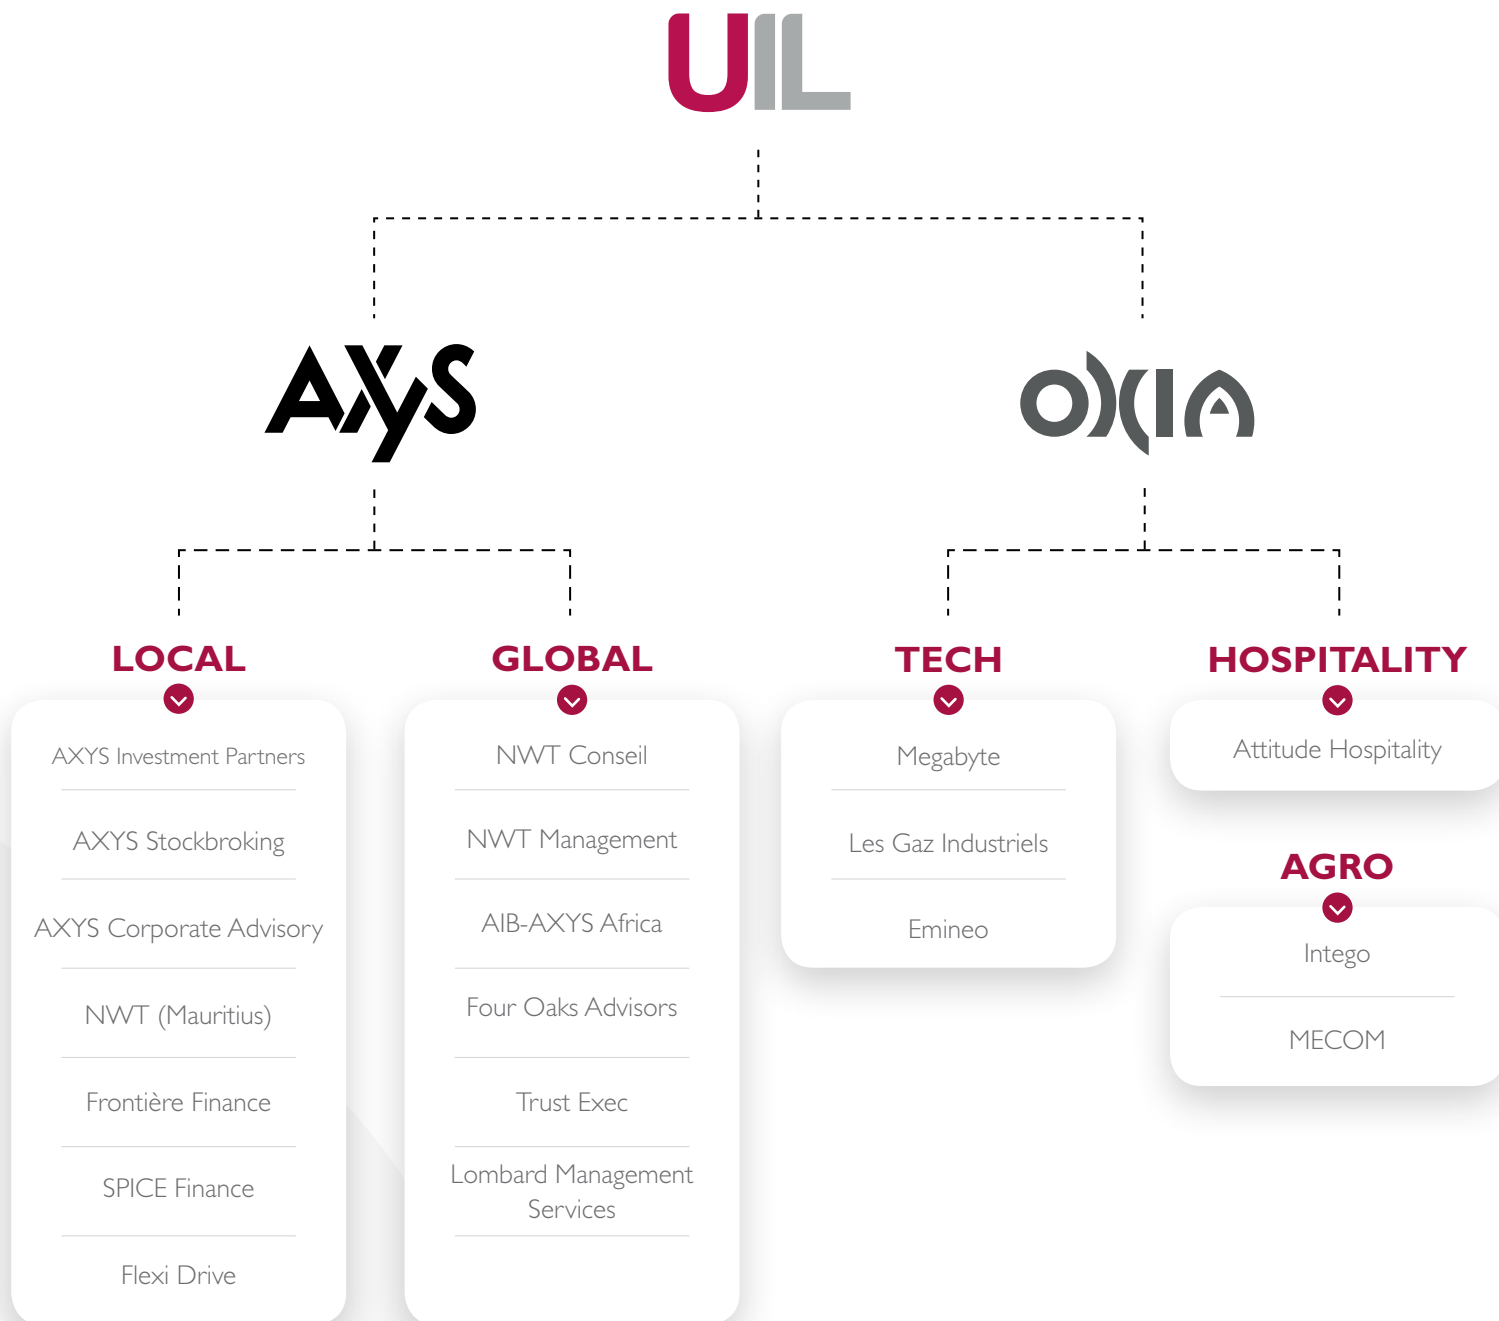 UIL
AXYS
OXIA
LOCAL
AXYS Investment Partners
AXYS Stockbroking
AXYS Corporate Advisory
NWT (Mauritius)
Frontière Finance
SPICE Finance
Flexi Drive
GLOBAL
NWT Conseil
NWT Management
AIB-AXYS Africa
Four Oaks Advisors
Trust Exec
Lombard Management
Services
TECH
Megabyte
Les Gaz Industriels
Emineo
HOSPITALITY
Attitude Hospitality
AGRO
Intego
MECOM